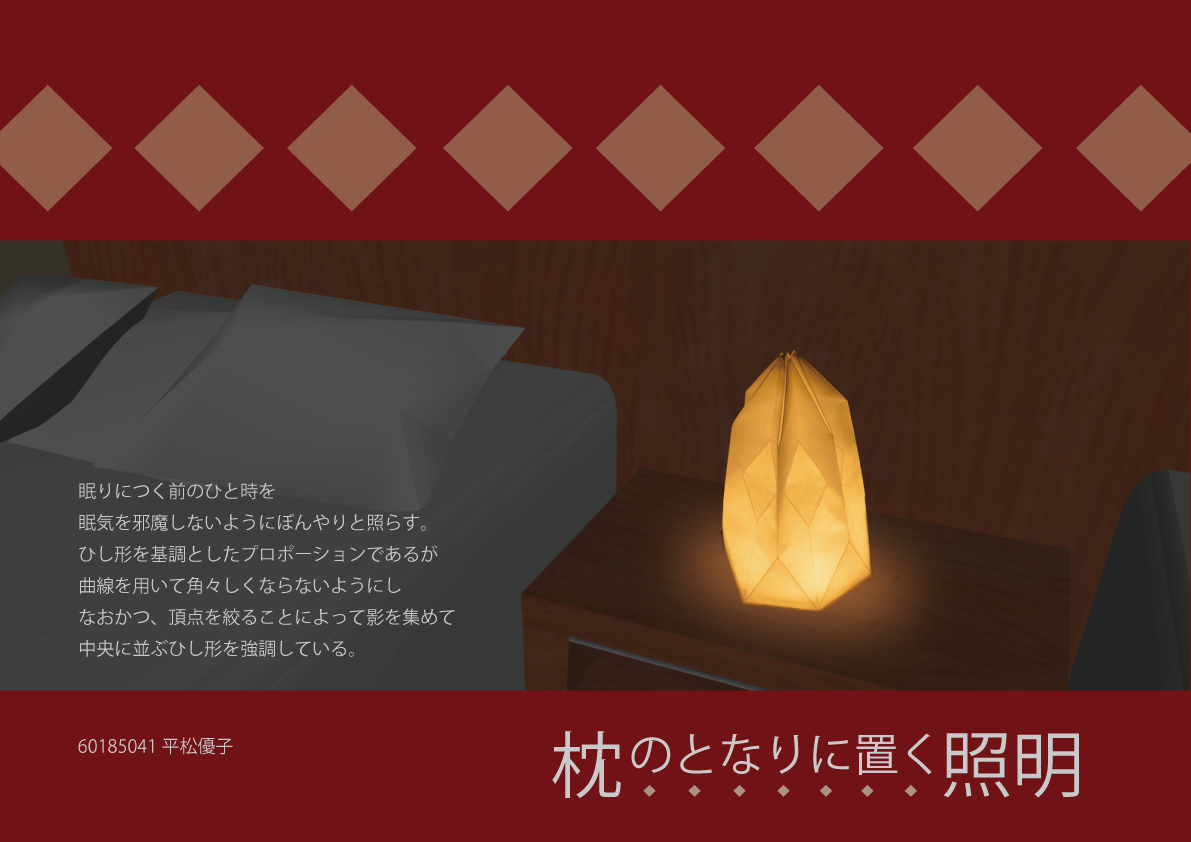 眠りにつく前のひと時を
眠気を邪魔しないようにぼんやりと照らす。
ひし形を基調としたプロポーションであるが
曲線を用いて角々しくならないようにし
なおかつ、頂点を絞ることによって影を集めて
中央に並ぶひし形を強調している。
60185041 平松優子
枕のとなりに置く照明